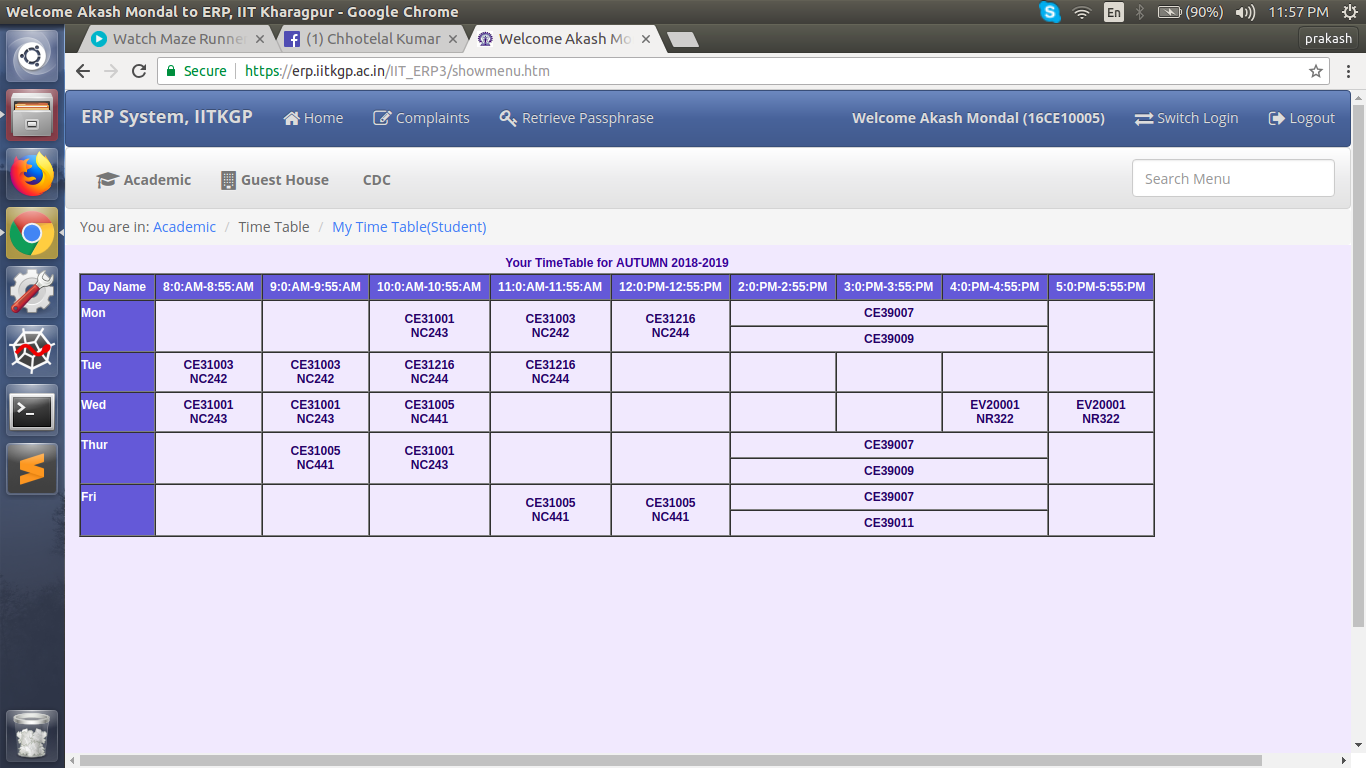 Welcome Akash Mondal to ERP, IIT Kharagpur - Google Chrome
En
(90%)
11:57 PM
Watch Maze Runne
(1) Chhotelal Kumar
Welcome Akash Mo
prakash
Secure
https://erp.iitkgp.ac.in/IIT_ERP3/showmenu.htm
ERP System, IITKGP
Home
Complaints
Retrieve Passphrase
Welcome Akash Mondal (16CE10005)
Switch Login
Logout
Academic
Guest House
CDC
Search Menu
You are in: Academic / Time Table / My Time Table(Student)
Your TimeTable for AUTUMN 2018-2019
Day Name 8:0:AM-8:55:AM 9:0:AM-9:55:AM 10:0:AM-10:55:AM 11:0:AM-11:55:AM 12:0:PM-12:55:PM 2:0:PM-2:55:PM 3:0:PM-3:55:PM 4:0:PM-4:55:PM 5:0:PM-5:55:PM
Mon
CE31001
NC243
CE31003
NC242
CE31216
NC244
CE39007
CE39009
Tue
CE31003
NC242
CE31003
NC242
CE31216
NC244
CE31216
NC244
Wed
CE31001
NC243
CE31001
NC243
CE31005
NC441
EV20001
NR322
EV20001
NR322
Thur
CE31005
NC441
CE31001
NC243
CE39007
CE39009
Fri
CE31005
NC441
CE31005
NC441
CE39007
CE39011